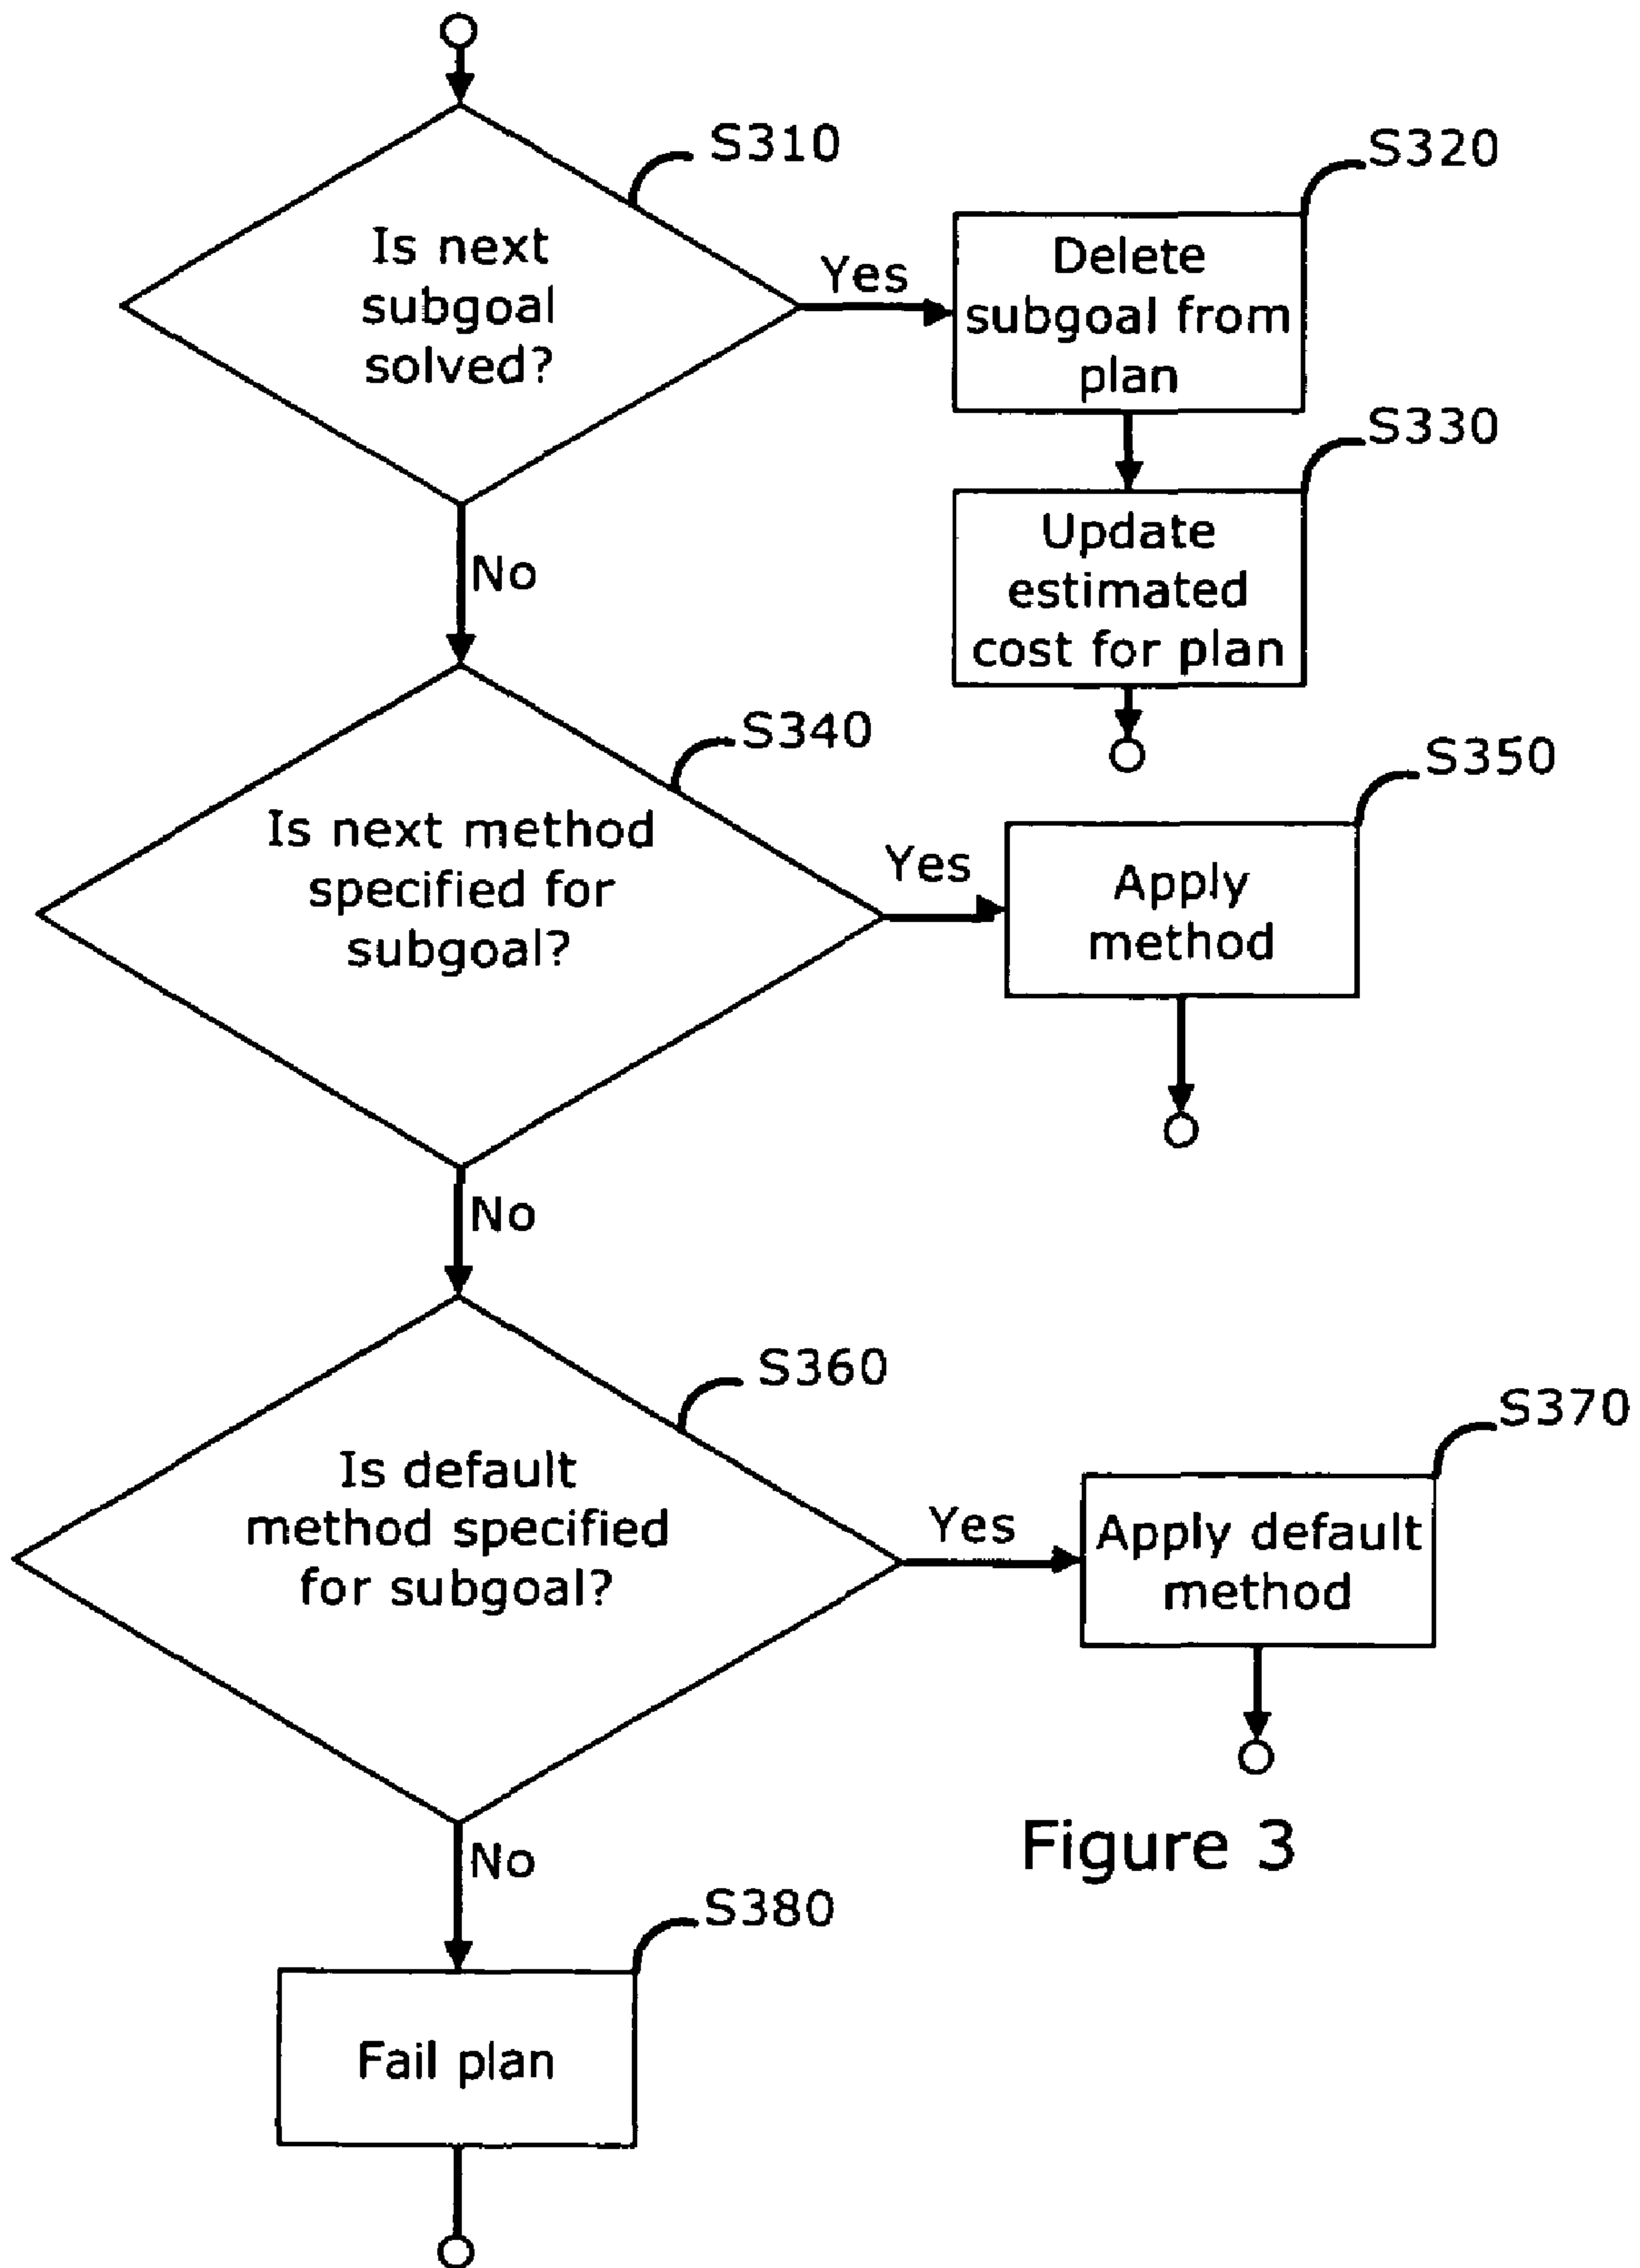 S310
Is next
subgoal
solved?
Yes
S320
Delete
subgoal from
plan
S330
Update
estimated
cost for plan
No
S340
Is next method
specified for
subgoal?
Yes
S350
Apply
method
No
S360
Is default
method specified
for subgoal?
Yes
S370
Apply default
method
No
S380
Fail plan
Figure 3